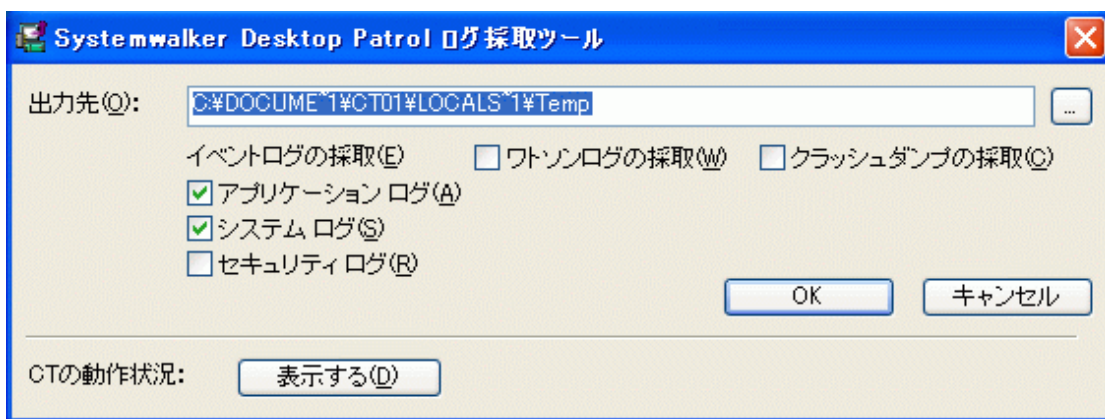 Systemwalker Desktop Patrol ログ採取ツール
出力先(O): C:¥DOCUME~1¥CT01¥LOCALS~1¥Temp ...
イベントログの採取(E) ワトソンログの採取(W) クラッシュダンプの採取(C)
アプリケーション ログ(A)
システム ログ(S)
セキュリティ ログ(R)
OK キャンセル
CTの動作状況: 表示する(D)